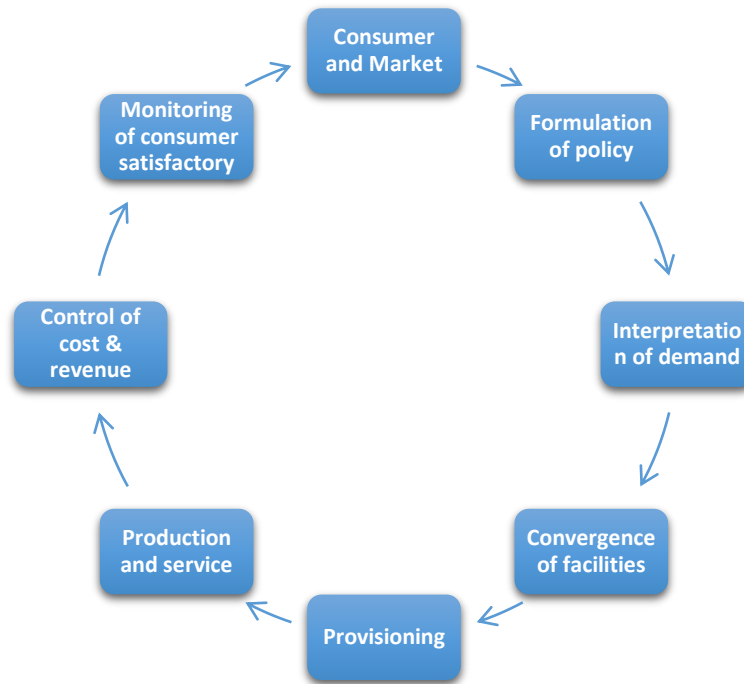 Consumer
and Market
Formulation
of policy
Interpretatio
n of demand
Convergence
of facilities
Provisioning
Production
and service
Control of
cost &
revenue
Monitoring
of consumer
satisfactory